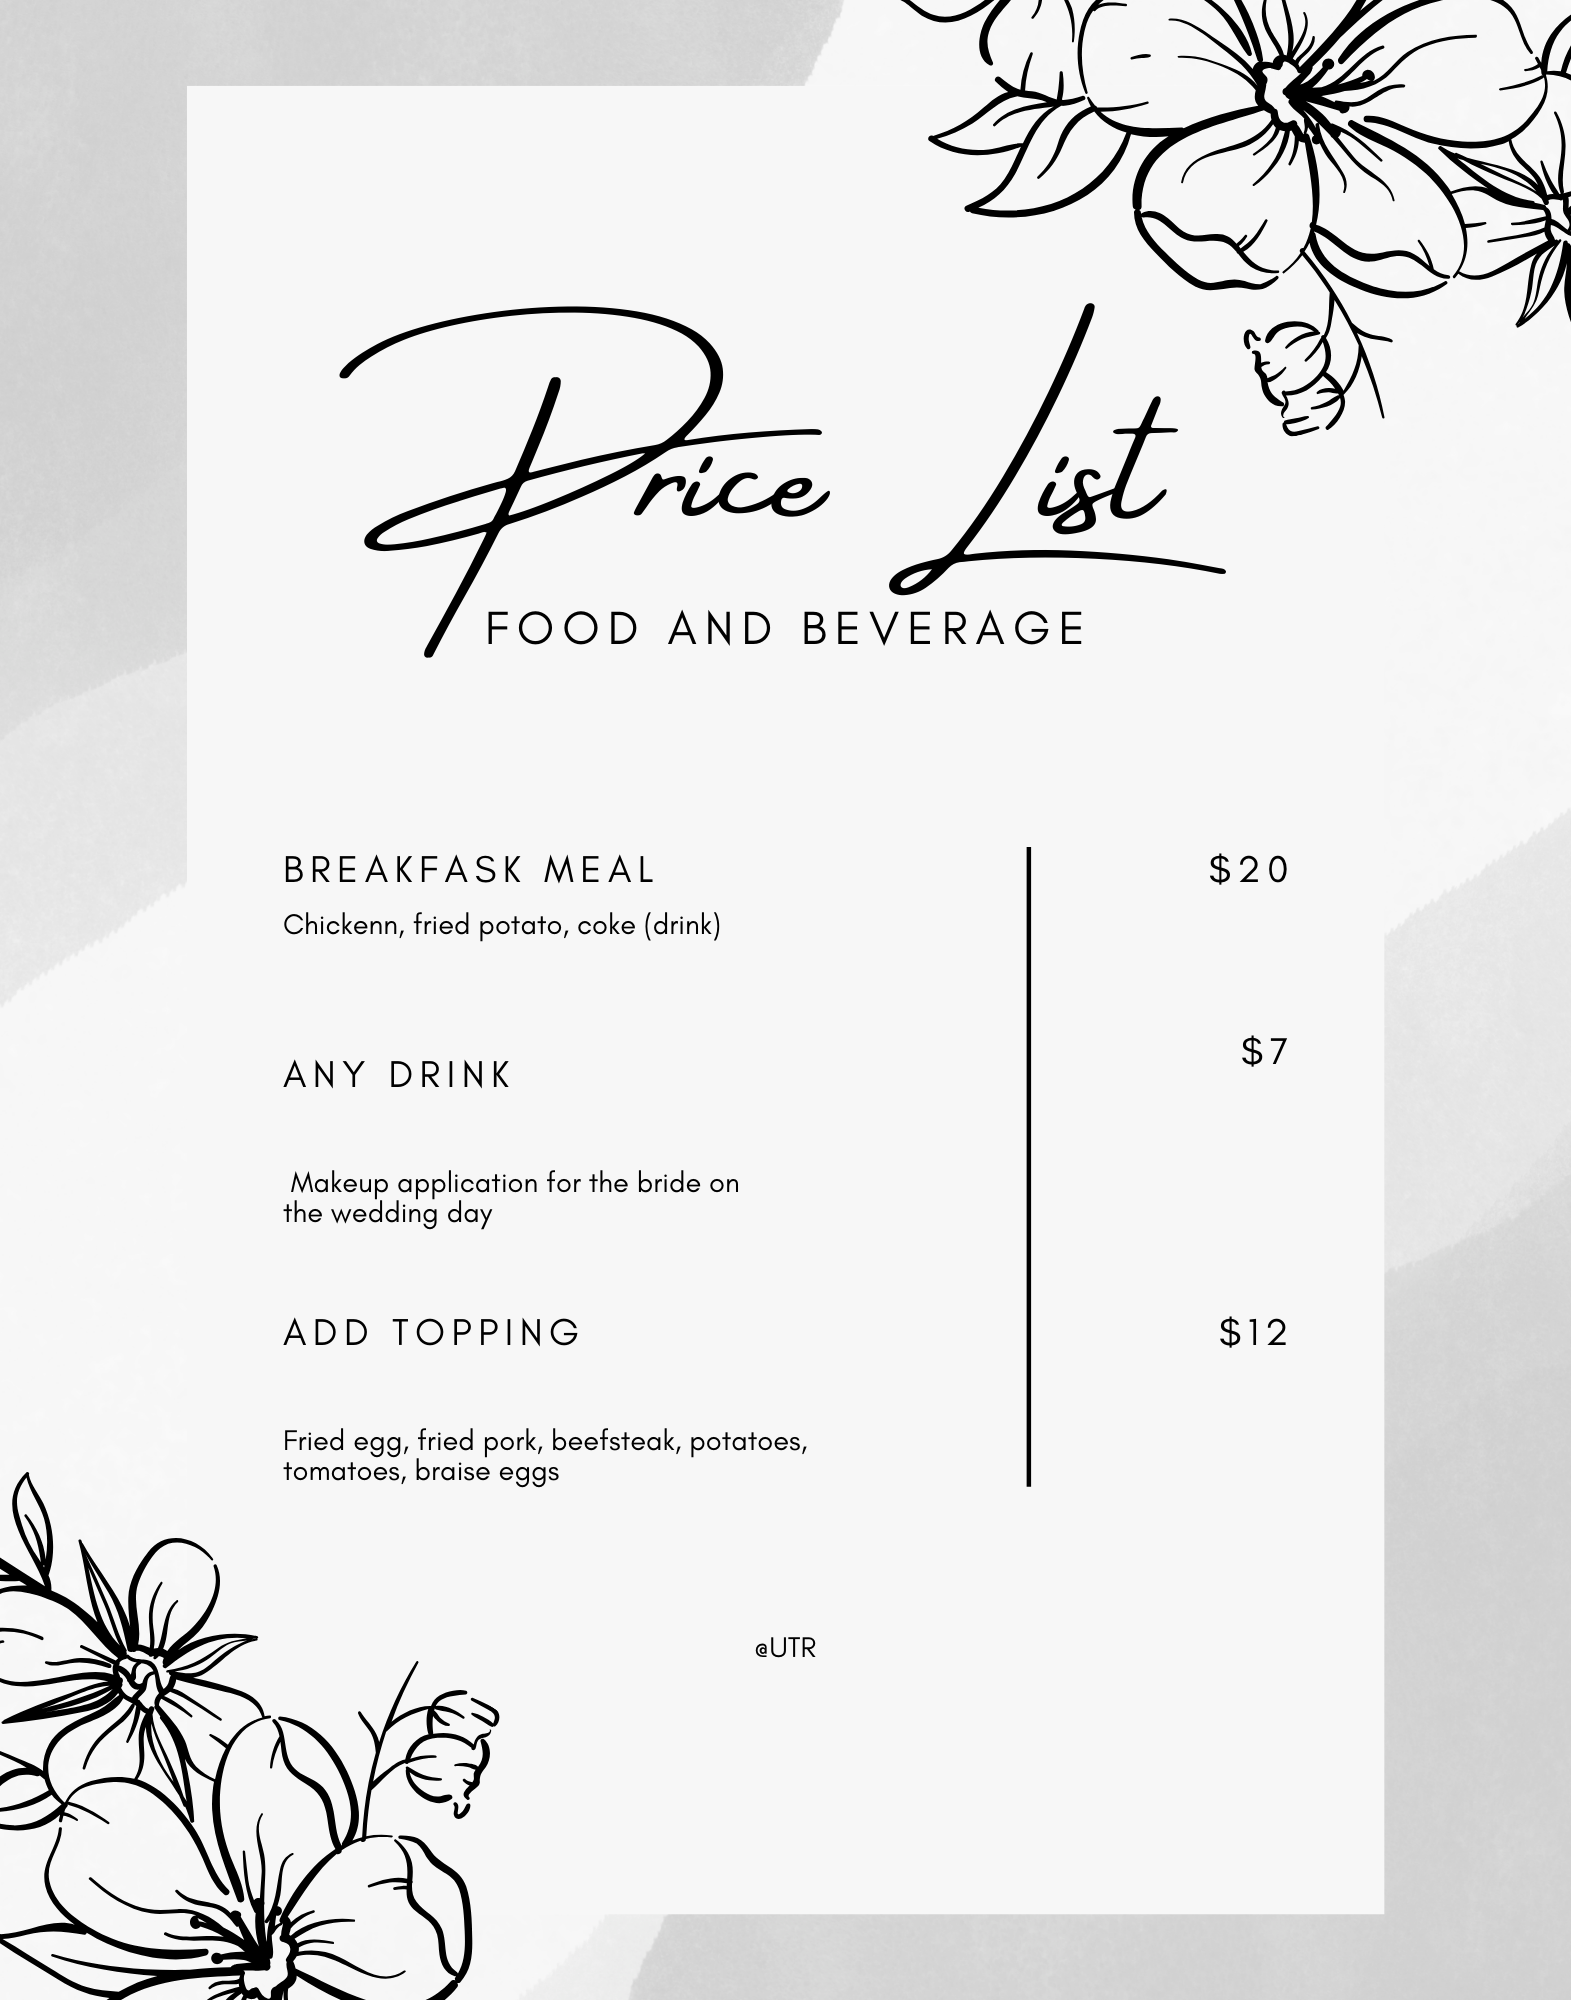 Price List
FOOD AND BEVERAGE
BREAKFASK MEAL
$20
Chickenn, fried potato, coke (drink)
ANY DRINK
$7
Makeup application for the bride on
the wedding day
ADD TOPPING
$12
Fried egg, fried pork, beefsteak, potatoes,
tomatoes, braise eggs
@UTR